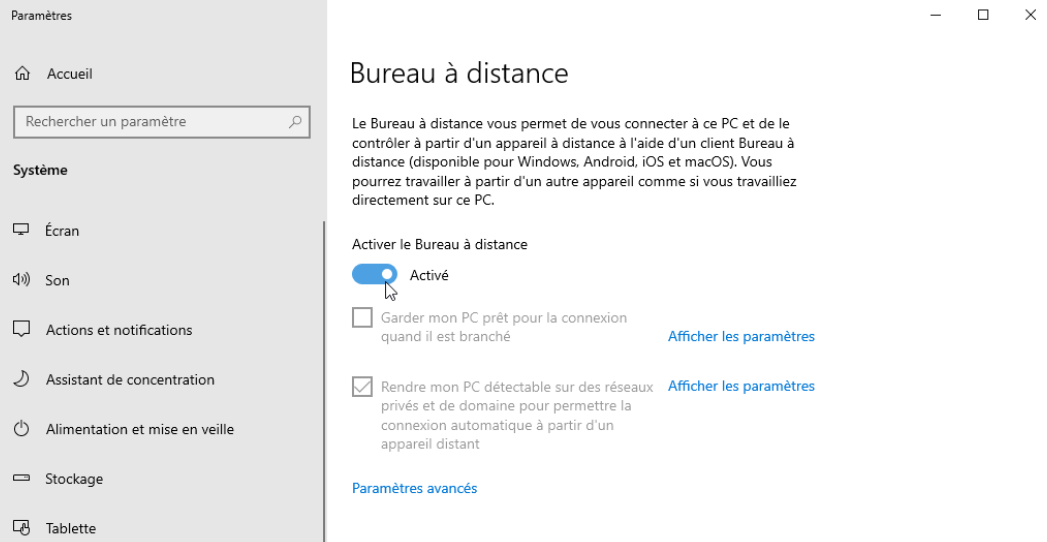 Paramètres
Accueil
Rechercher un paramètre
Système
Écran
Son
Actions et notifications
Assistant de concentration
Alimentation et mise en veille
Stockage
Tablette
Bureau à distance
Le Bureau à distance vous permet de vous connecter à ce PC et de le
contrôler à partir d'un appareil à distance à l'aide d'un client Bureau à
distance (disponible pour Windows, Android, iOS et macOS). Vous
pourrez travailler à partir d'un autre appareil comme si vous travailliez
directement sur ce PC.
Activer le Bureau à distance
Activé
Garder mon PC prêt pour la connexion
quand il est branché
Afficher les paramètres
Rendre mon PC détectable sur des réseaux
privés et de domaine pour permettre la
connexion automatique à partir d'un
appareil distant
Afficher les paramètres
Paramètres avancés